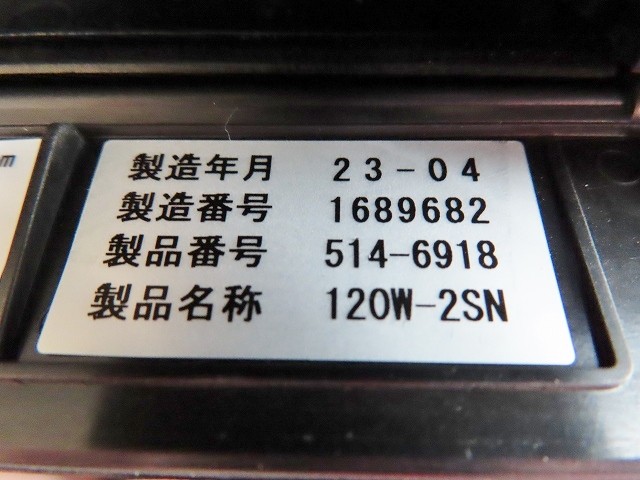 m
製造年月 23-04
製造番号 1689682
製品番号 514-6918
製品名称 120W-2SN